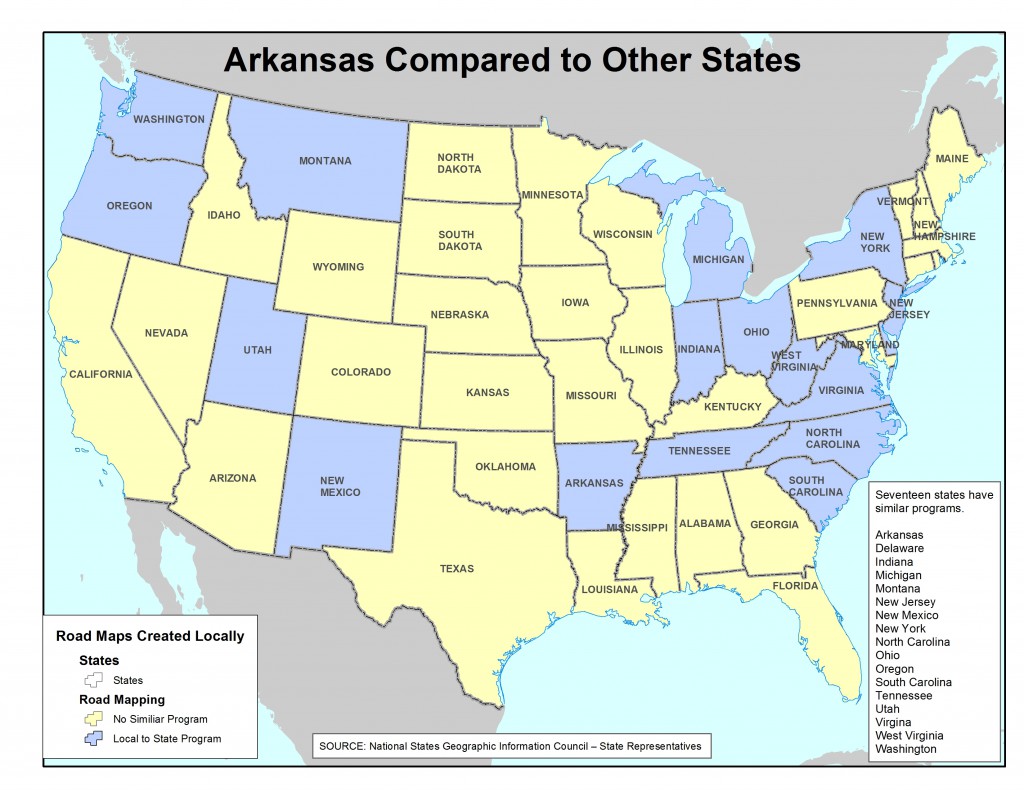 Arkansas Compared to Other States
WASHINGTON
MONTANA
NORTH
DAKOTA
MINNESOTA
MAINE
OREGON
IDAHO
WYOMING
SOUTH
DAKOTA
WISCONSIN
MICHIGAN
VERMONT
NEW
HAMPSHIRE
NEW
YORK
NEVADA
UTAH
COLORADO
NEBRASKA
IOWA
ILLINOIS
INDIANA
OHIO
PENNSYLVANIA
NEW
JERSEY
MARYLAND
WEST
VIRGINIA
VIRGINIA
CALIFORNIA
KANSAS
MISSOURI
KENTUCKY
ARIZONA
NEW
MEXICO
OKLAHOMA
ARKANSAS
TENNESSEE
NORTH
CAROLINA
SOUTH
CAROLINA
MISSISSIPPI
ALABAMA
GEORGIA
TEXAS
LOUISIANA
FLORIDA
Seventeen states have
similar programs.
Arkansas
Delaware
Indiana
Michigan
Montana
New Jersey
New Mexico
New York
North Carolina
Ohio
Oregon
South Carolina
Tennessee
Utah
Virgina
West Virginia
Washington
Road Maps Created Locally
States
States
Road Mapping
No Similiar Program
Local to State Program
SOURCE: National States Geographic Information Council – State Representatives